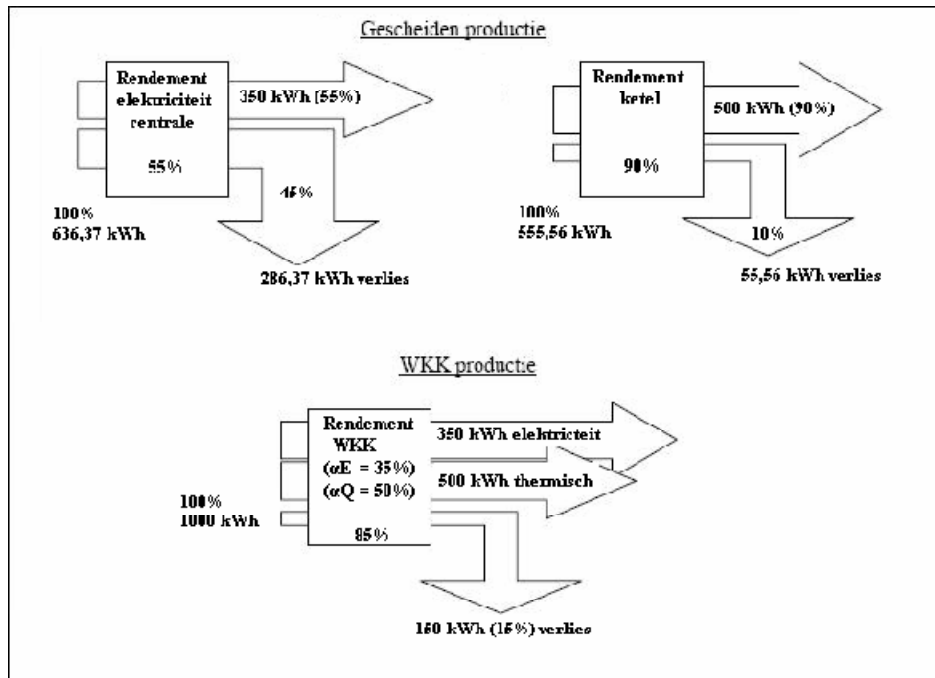 Gescheiden productie
Rendement
elektriciteit
centrale
55%
350 kWh (55%)
45%
100%
636,37 kWh
286,37 kWh verlies
Rendement
ketel
90%
500 kWh (90%)
100%
555,56 kWh
10%
55,56 kWh verlies
WKK productie
Rendement
WKK
(αE = 35%)
(αQ = 50%)
85%
350 kWh elektricteit
500 kWh thermisch
100%
1000 kWh
150 kWh (15%) verlies